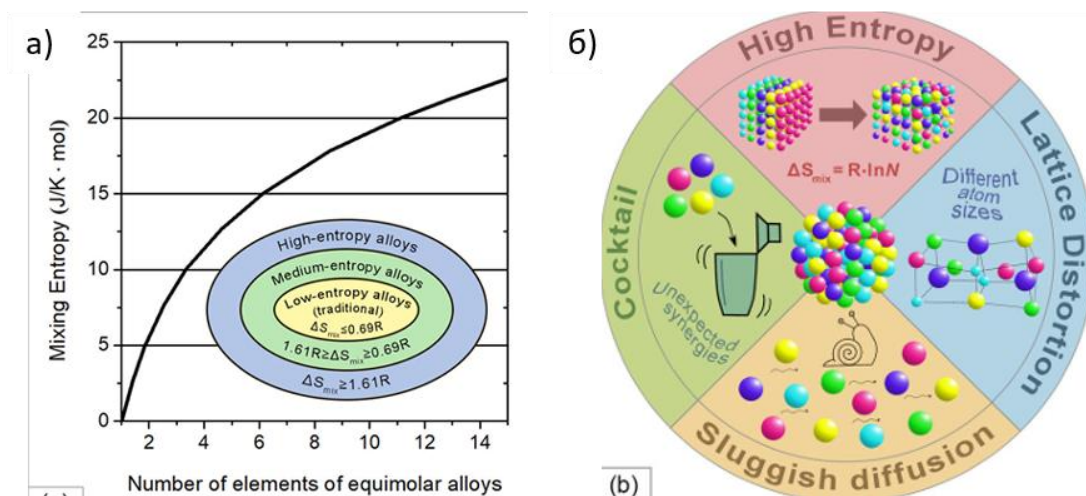 а)
25
20
15
10
5
0
Mixing Entropy (J/K · mol)
High-entropy alloys
Medium-entropy alloys
Low-entropy alloys
(traditional)
ΔSmix≤0.69R
1.61R≥ΔSmix≥0.69R
ΔSmix≥1.61R
2 4 6 8 10 12 14
Number of elements of equimolar alloys
б)
High Entropy
ΔSmix= R·lnN
Cocktail
Unexpected
synergies
Lattice Distortion
Different
atom
sizes
Sluggish diffusion
(b)